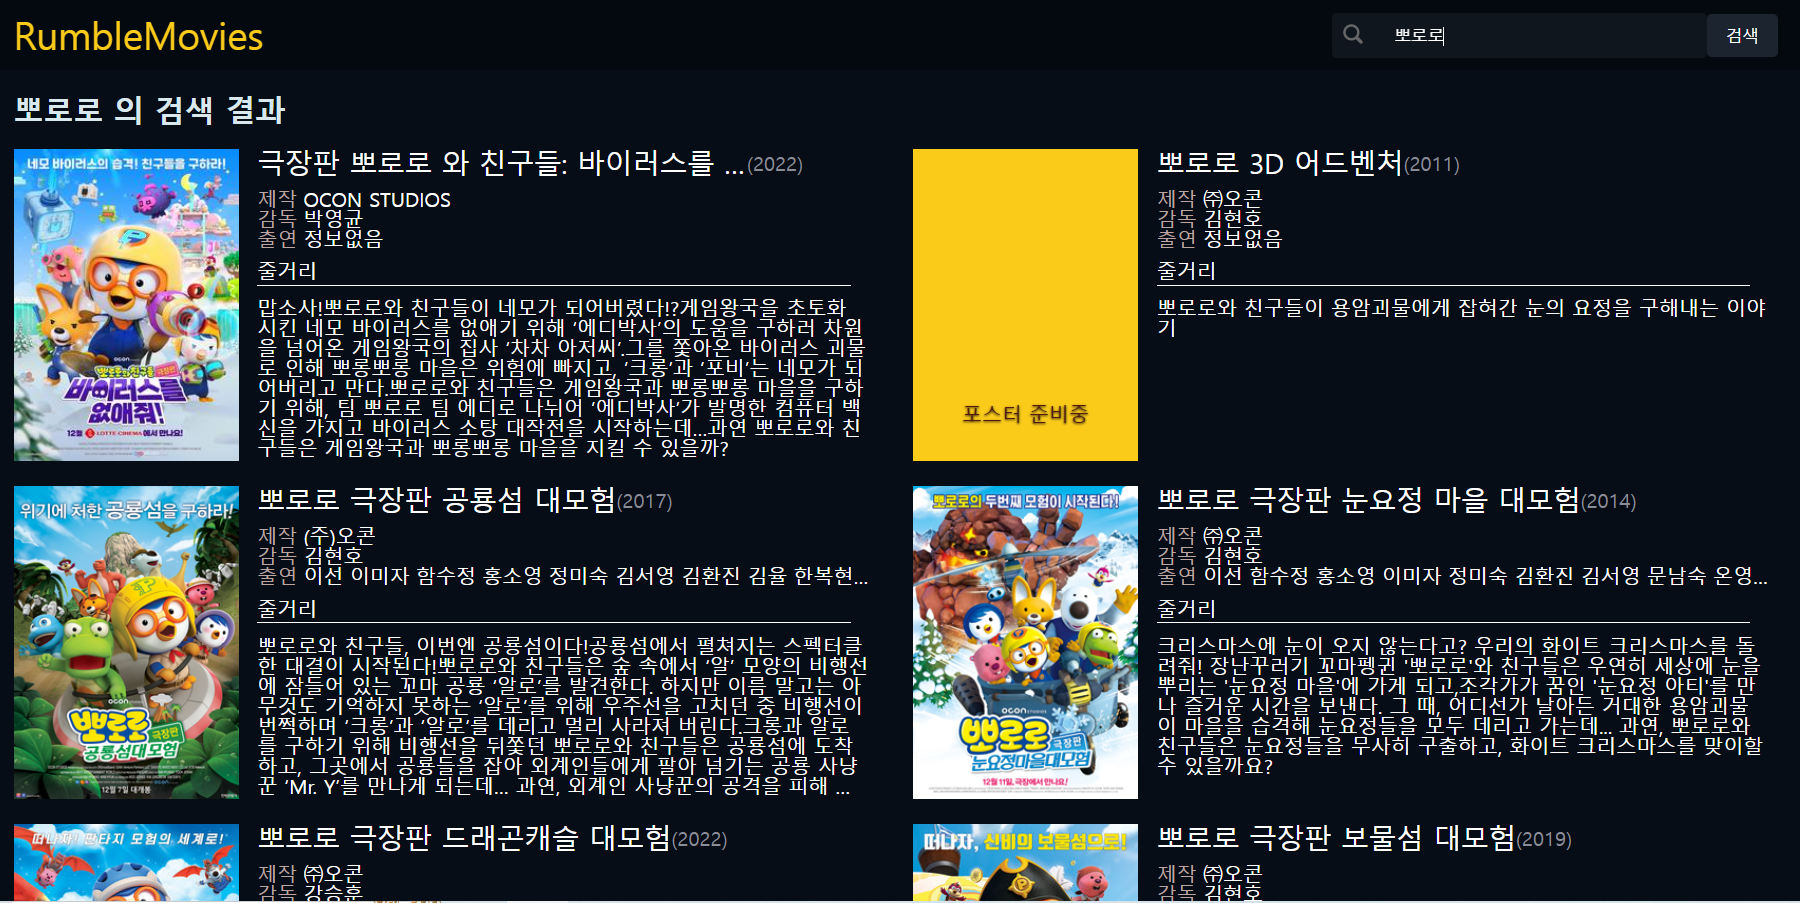 RumbleMovies
뽀로로
검색
뽀로로 의 검색 결과
네모 바이러스의 습격! 친구들을 구하라!
OCON
뽀로로와 친구들 극장판
바이러스를
없애줘!
12월 LOTTE CINEMA 에서 만나요!
극장판 뽀로로 와 친구들: 바이러스를 ...(2022)
제작 OCON STUDIOS
감독 박영균
출연 정보없음
줄거리
맙소사!뽀로로와 친구들이 네모가 되어버렸다!?게임왕국을 초토화
시킨 네모 바이러스를 없애기 위해 ‘에디박사’의 도움을 구하러 차원
을 넘어온 게임왕국의 집사 ‘차차 아저씨’.그를 쫓아온 바이러스 괴물
로 인해 뽀롱뽀롱 마을은 위험에 빠지고, ‘크롱’과 ‘포비’는 네모가 되
어버리고 만다.뽀로로와 친구들은 게임왕국과 뽀롱뽀롱 마을을 구하
기 위해, 팀 뽀로로 팀 에디로 나뉘어 ‘에디박사’가 발명한 컴퓨터 백
신을 가지고 바이러스 소탕 대작전을 시작하는데...과연 뽀로로와 친
구들은 게임왕국과 뽀롱뽀롱 마을을 지킬 수 있을까?
포스터 준비중
뽀로로 3D 어드벤처(2011)
제작 ㈜오콘
감독 김현호
출연 정보없음
줄거리
뽀로로와 친구들이 용암괴물에게 잡혀간 눈의 요정을 구해내는 이야
기
위기에 처한 공룡섬을 구하라!
OCON STUDIOS
뽀로로 극장판
공룡섬대모험
12월 7일 대개봉
뽀로로 극장판 공룡섬 대모험(2017)
제작 (주)오콘
감독 김현호
출연 이선 이미자 함수정 홍소영 정미숙 김서영 김환진 김율 한복현...
줄거리
뽀로로와 친구들, 이번엔 공룡섬이다!공룡섬에서 펼쳐지는 스펙터클
한 대결이 시작된다!뽀로로와 친구들은 숲 속에서 ‘알’ 모양의 비행선
에 잠들어 있는 꼬마 공룡 ‘알로’를 발견한다. 하지만 이름 말고는 아
무것도 기억하지 못하는 ‘알로’를 위해 우주선을 고치던 중 비행선이
번쩍하며 ‘크롱’과 ‘알로’를 데리고 멀리 사라져 버린다.크롱과 알로
를 구하기 위해 비행선을 뒤쫓던 뽀로로와 친구들은 공룡섬에 도착
하고, 그곳에서 공룡들을 잡아 외계인들에게 팔아 넘기는 공룡 사냥
꾼 ‘Mr. Y’를 만나게 되는데... 과연, 외계인 사냥꾼의 공격을 피해 ...
뽀로로의 두번째 모험이 시작된다!
OCON STUDIOS
뽀로로 극장판
눈요정마을대모험
12월 11일, 극장에서 만나요!
뽀로로 극장판 눈요정 마을 대모험(2014)
제작 ㈜오콘
감독 김현호
출연 이선 함수정 홍소영 이미자 정미숙 김환진 김서영 문남숙 온영...
줄거리
크리스마스에 눈이 오지 않는다고? 우리의 화이트 크리스마스를 돌
려줘! 장난꾸러기 꼬마펭귄 '뽀로로'와 친구들은 우연히 세상에 눈을
뿌리는 '눈요정 마을'에 가게 되고,조각가가 꿈인 '눈요정 아티'를 만
나 즐거운 시간을 보낸다. 그 때, 어디선가 날아든 거대한 용암괴물
이 마을을 습격해 눈요정들을 모두 데리고 가는데... 과연, 뽀로로와
친구들은 눈요정들을 무사히 구출하고, 화이트 크리스마스를 맞이할
수 있을까요?
떠나자! 판타지 모험의 세계로!
뽀로로 극장판 드래곤캐슬 대모험(2022)
제작 ㈜오콘
감독 강승훈
떠나자, 신비의 보물섬으로!
뽀로로 극장판 보물섬 대모험(2019)
제작 ㈜오콘
감독 김현호